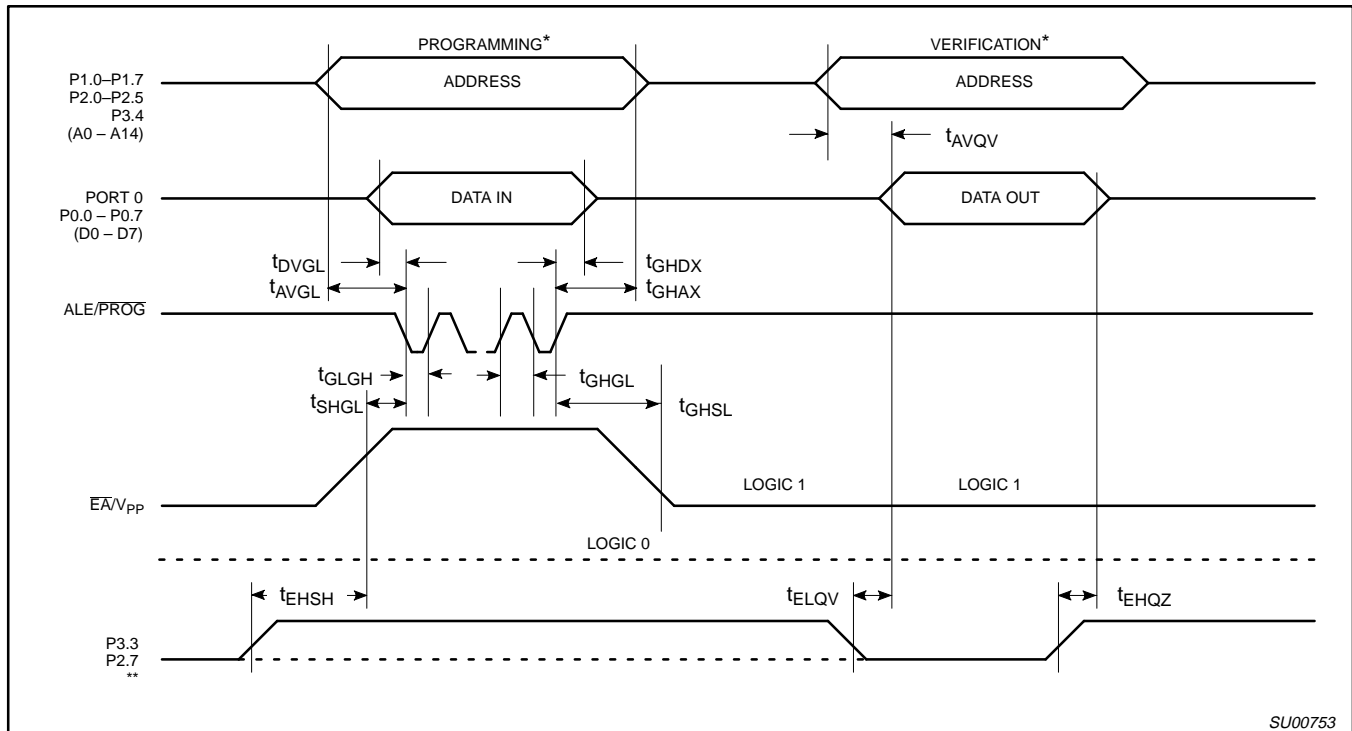 PROGRAMMING*
VERIFICATION*
P1.0–P1.7
P2.0–P2.5
P3.4
(A0 – A14)
ADDRESS
ADDRESS
tAVQV
PORT 0
P0.0 – P0.7
(D0 – D7)
DATA IN
DATA OUT
tDVGL
tGHDX
tAVGL
tGHAX
ALE/PROG
tGLGH
tGHGL
tSHGL
tGHSL
EA/VPP
LOGIC 1
LOGIC 1
LOGIC 0
tEHSH
tELQV
tEHQZ
P3.3
P2.7
**
SU00753